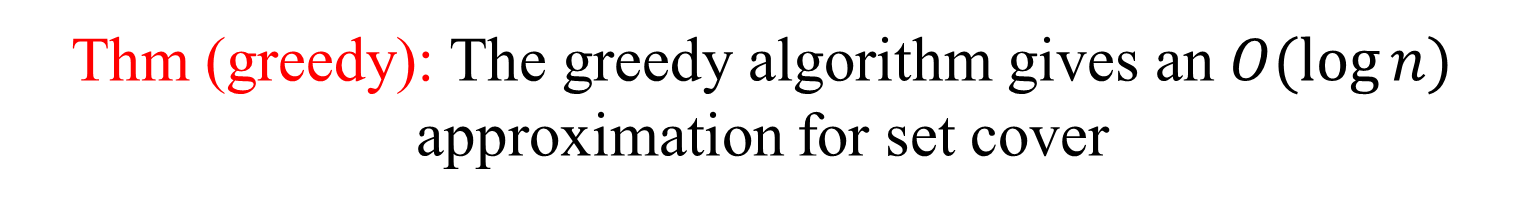 Thm (greedy): The greedy algorithm gives an 𝑂(log 𝑛)
approximation for set cover